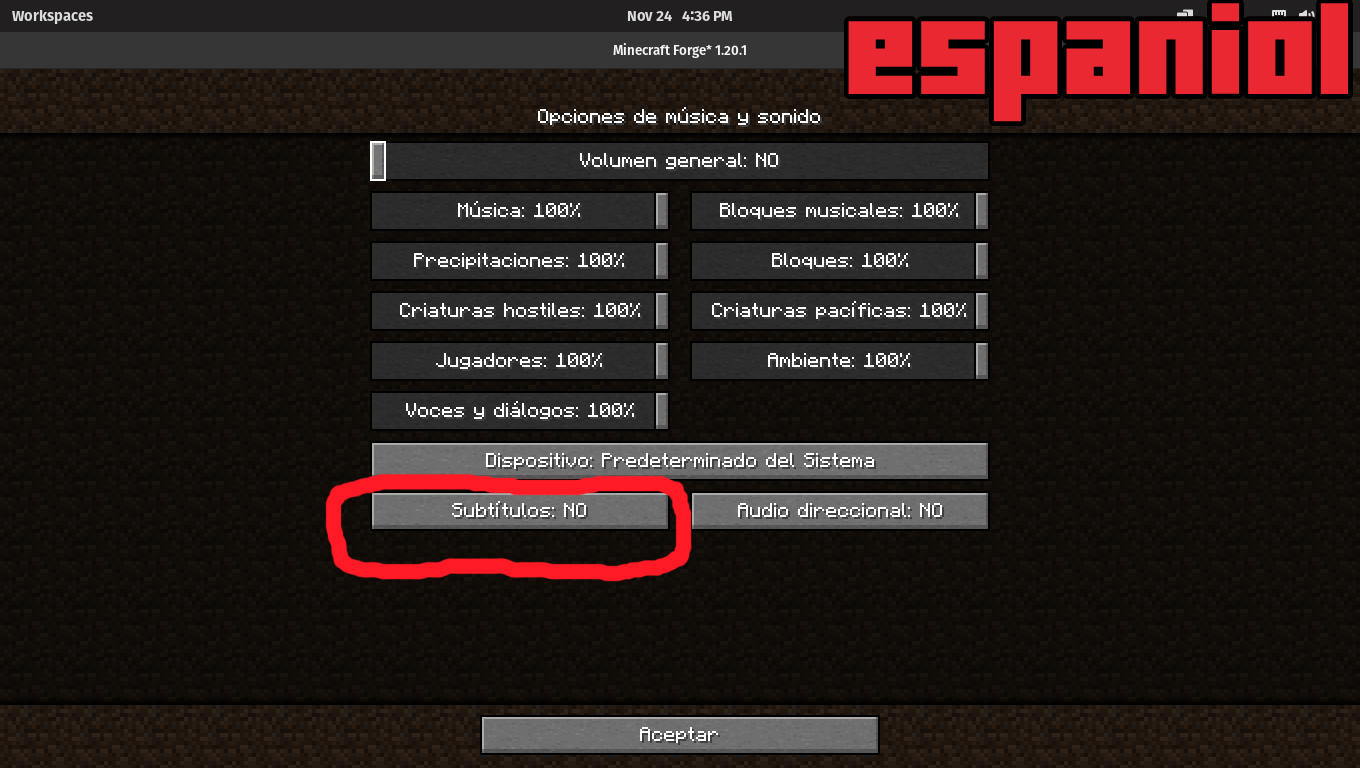 Workspaces
Nov 24 4:36 PM
Minecraft Forge* 1.20.1
espaniol
Opciones de música y sonido
Volumen general: NO
Música: 100%
Bloques musicales: 100%
Precipitaciones: 100%
Bloques: 100%
Criaturas hostiles: 100%
Criaturas pacíficas: 100%
Jugadores: 100%
Ambiente: 100%
Voces y diálogos: 100%
Dispositivo: Predeterminado del Sistema
Subtítulos: NO
Audio direccional: NO
Aceptar